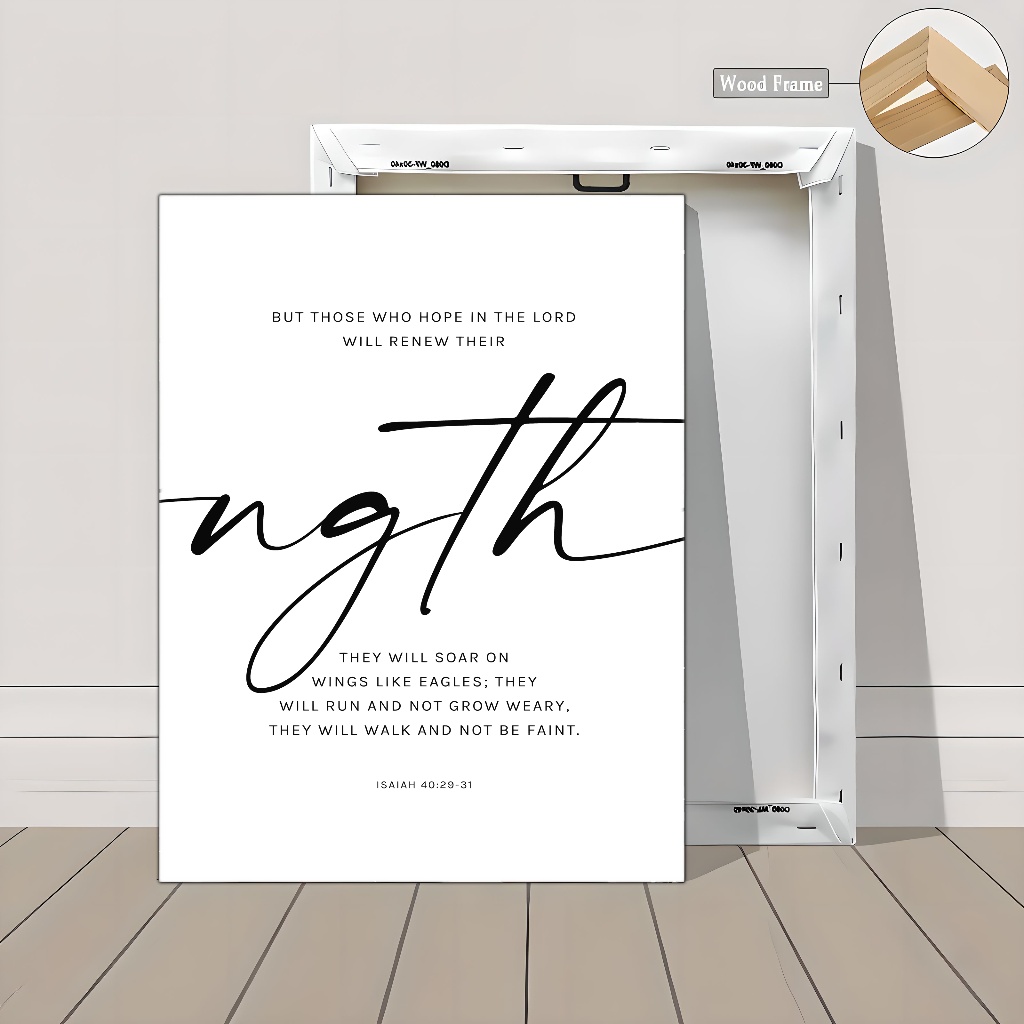 Wood Frame
BUT THOSE WHO HOPE IN THE LORD
WILL RENEW THEIR
ngth
THEY WILL SOAR ON
WINGS LIKE EAGLES; THEY
WILL RUN AND NOT GROW WEARY,
THEY WILL WALK AND NOT BE FAINT.
ISAIAH 40:29-31